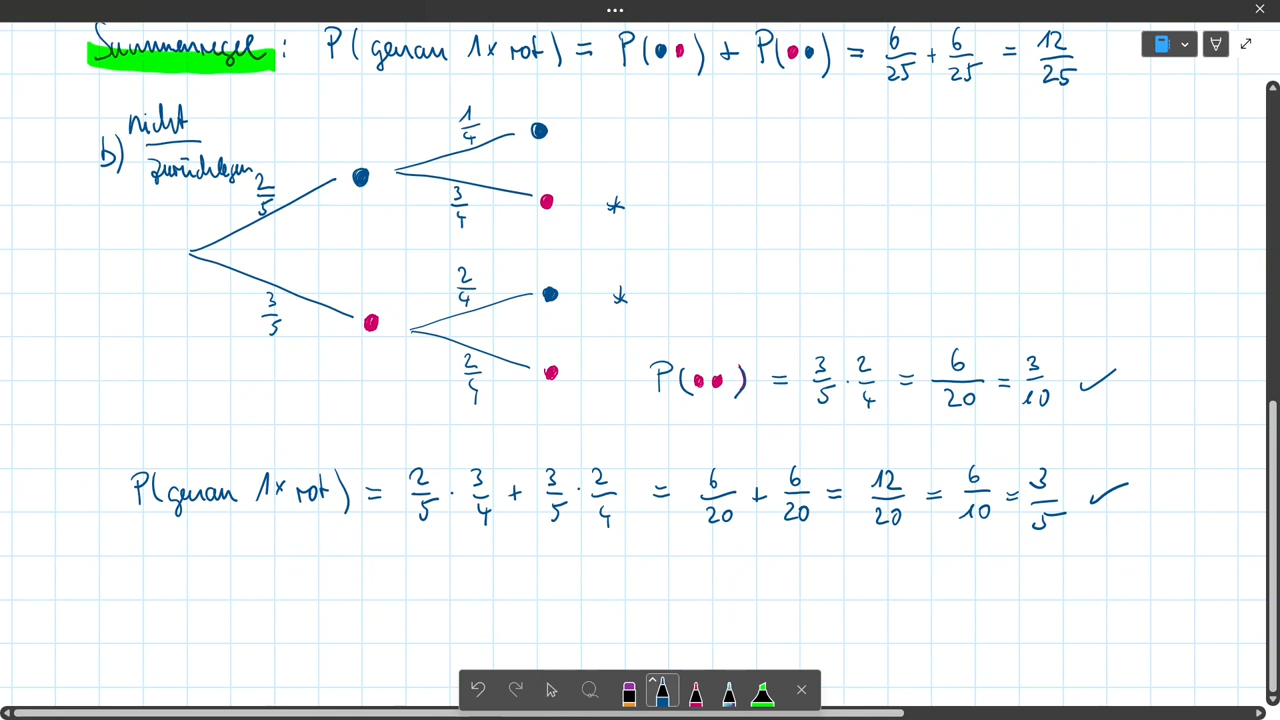 Summenregel : P(genau 1x rot) = P(●●) + P(●●) = 6/25 + 6/25 = 12/25
b) nicht
zurücklegen
1/4
2/5
3/4 *
2/4 *
3/5
2/4
P(●●) = 3/5 · 2/4 = 6/20 = 3/10 ✓
P(genau 1x rot) = 2/5 · 3/4 + 3/5 · 2/4 = 6/20 + 6/20 = 12/20 = 6/10 = 3/5 ✓